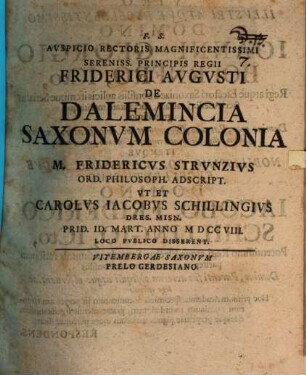 F. S.
7.
AVSPICIO RECTORIS MAGNIFICENTISSIMI
SERENISS. PRINCIPIS REGII
FRIDERICI AVGVSTI
DE
DALEMINCIA
SAXONVM COLONIA
M. FRIDERICVS STRVNZIVS
ORD. PHILOSOPH. ADSCRIPT.
VT ET
CAROLVS IACOBVS SCHILLINGIVS
DRES. MISN.
PRID. ID. MART. ANNO M DCC VIII.
LOCO PVBLICO DISSERENT.
VITEMBERGAE SAXONVM
PRELO GERDESIANO.